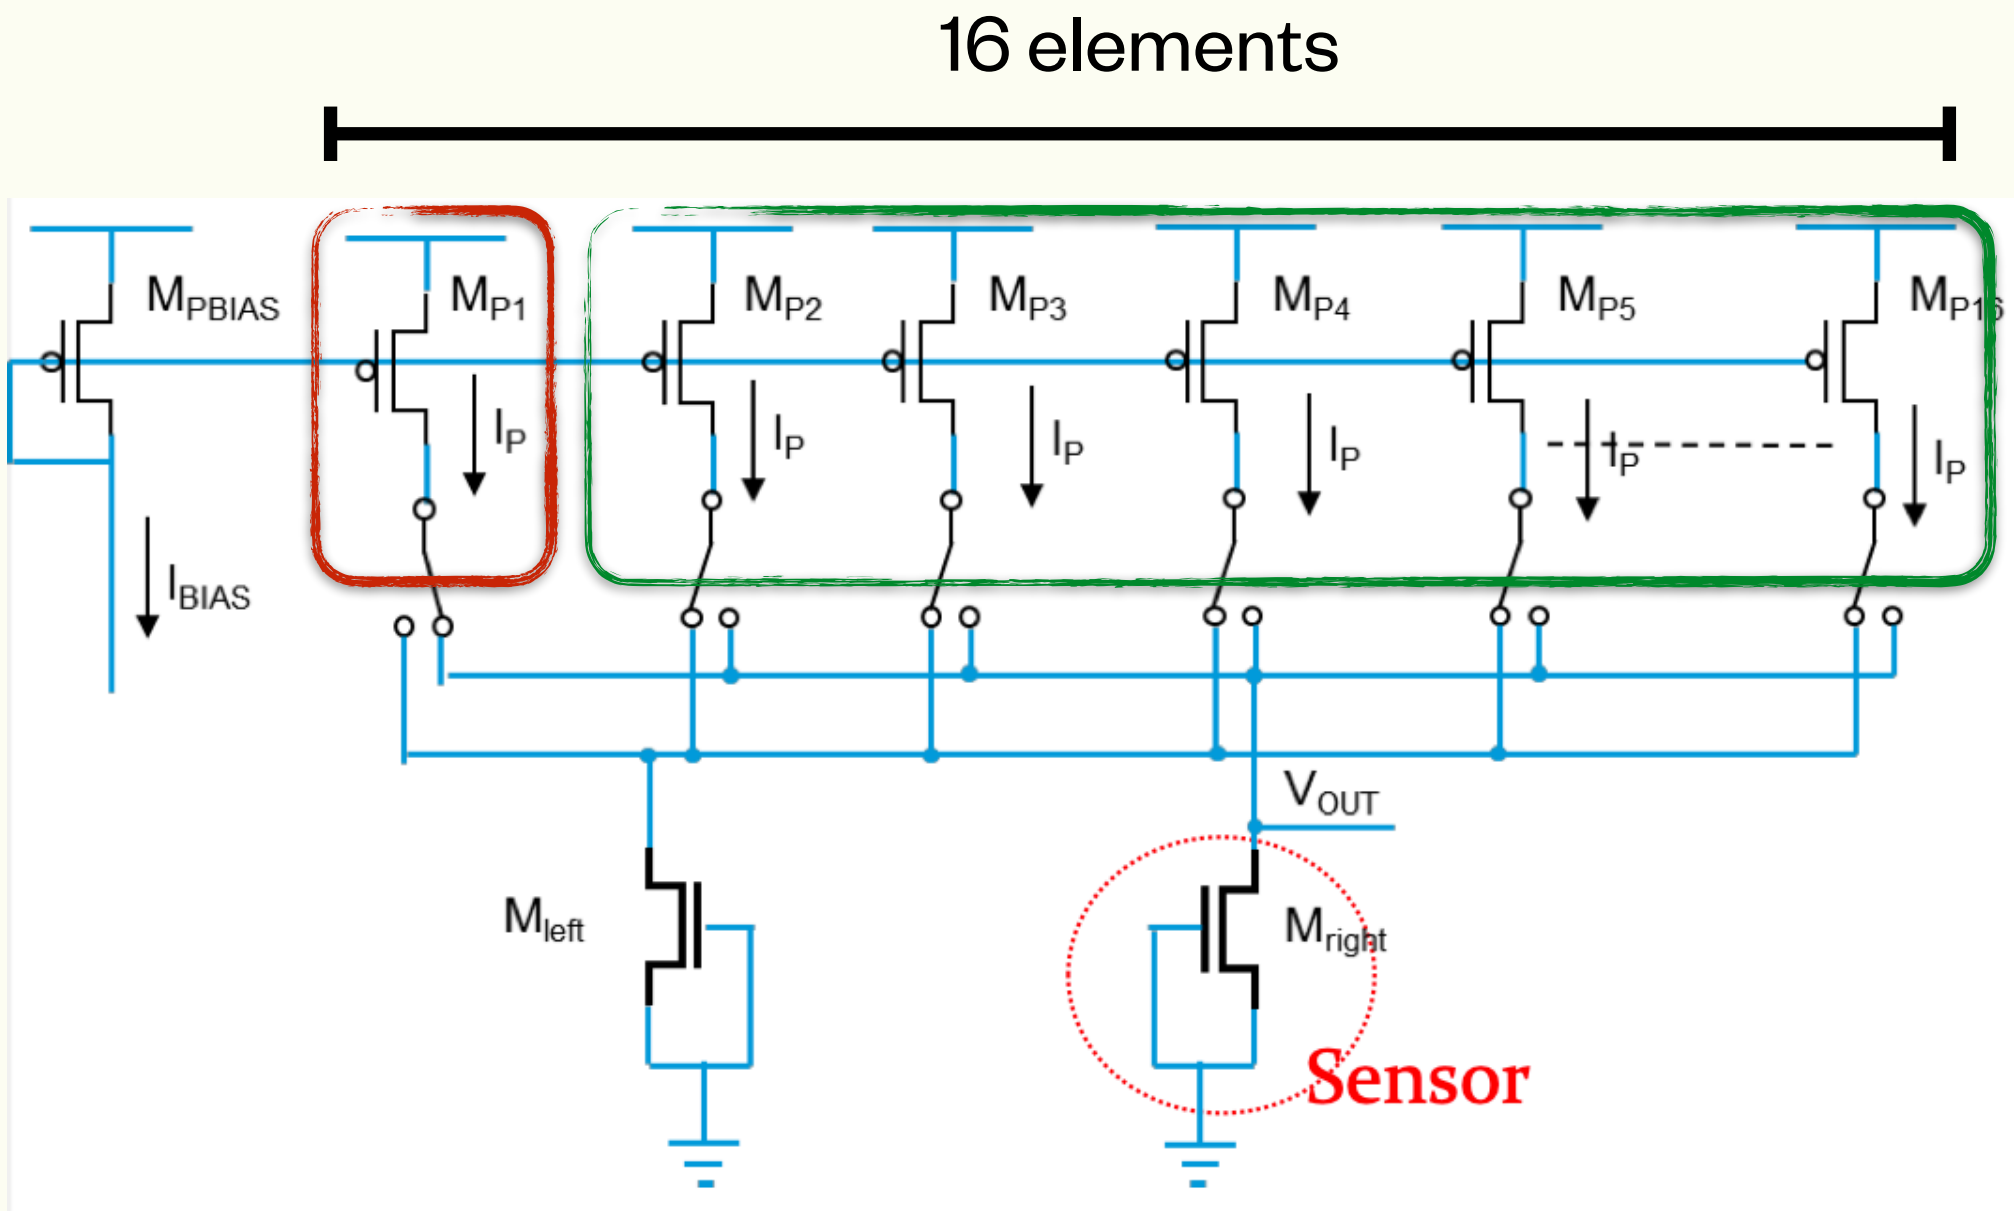 16 elements
MPBIAS
MP1
MP2
MP3
MP4
MP5
MP16
IP
IP
IP
IP
IP
IP
IBIAS
VOUT
Mleft
Mright
Sensor